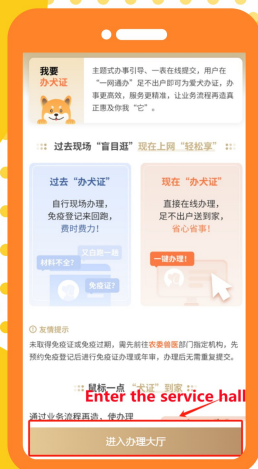 我要
办犬证
主题式办事引导、一表在线提交，用户在
“一网通办”足不出户即可为爱犬办证，办
事更高效，服务更精准，让业务流程再造真
正惠及你我“它”。
过去现场“盲目逛” 现在上网“轻松享”
过去“办犬证”
自行现场办理，
免疫登记来回跑，
费时费力！
又白跑一趟
材料不全？
免疫证？
现在“办犬证”
直接在线办理，
足不出户送到家，
省心省事！
一键办理！
友情提示
未取得免疫证或免疫过期，需先前往农委兽医部门指定机构，先
预约免疫登记后进行免疫证办理或年审，办理后无需重复提交。
鼠标一点 “犬证”到家
Enter the service hall
通过业务流程再造，使办理
进入办理大厅